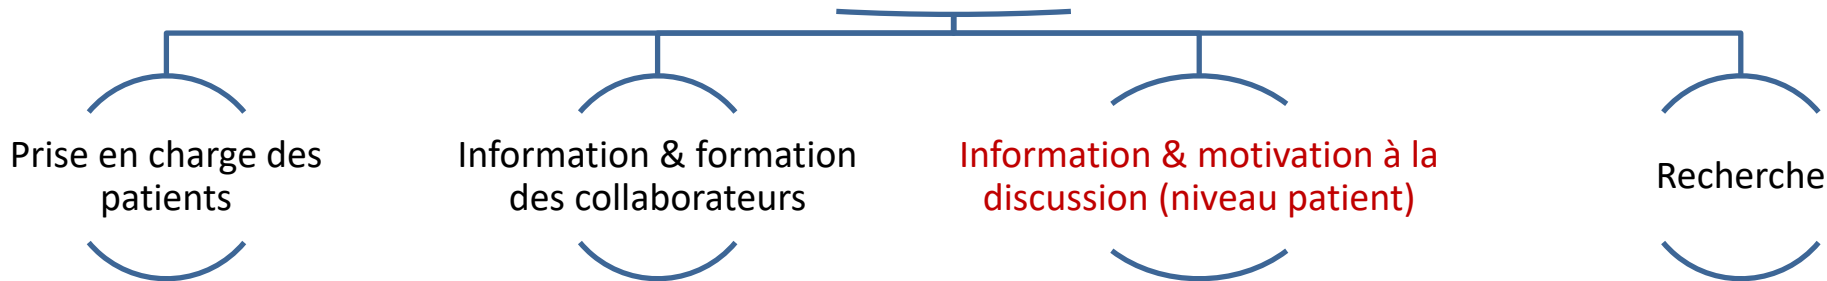 Prise en charge des
patients
Information & formation
des collaborateurs
Information & motivation à la
discussion (niveau patient)
Recherche